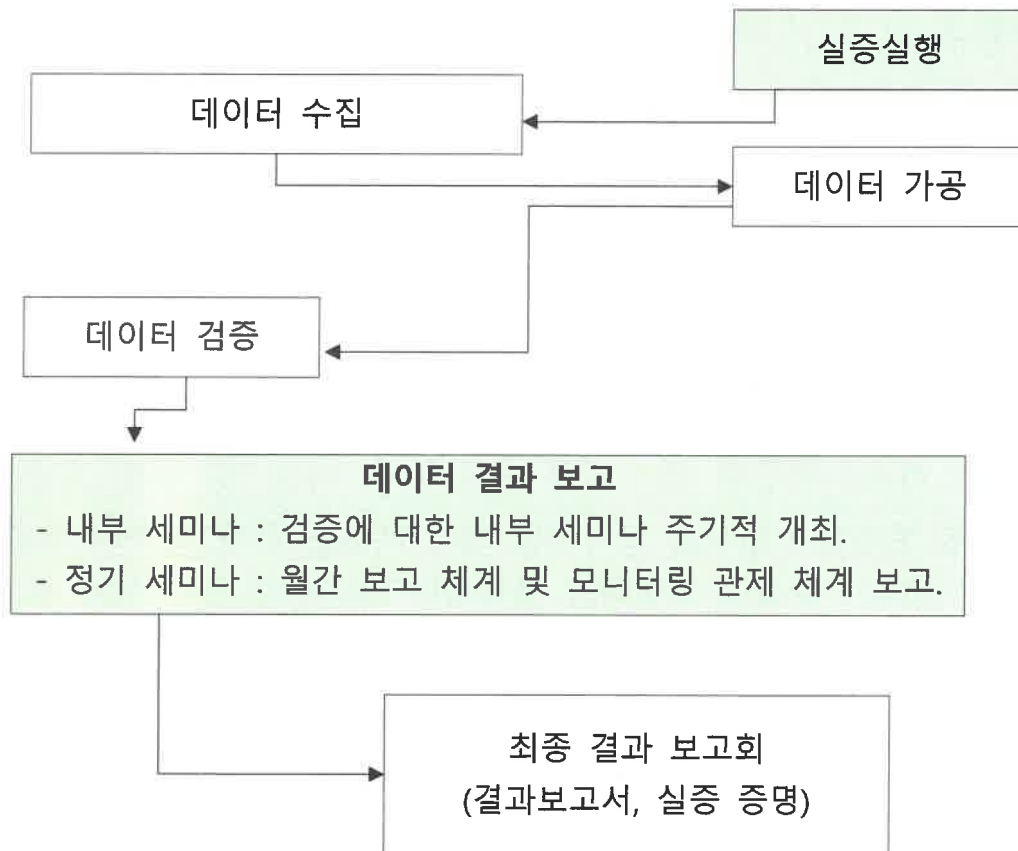 실증실행
데이터 수집
데이터 가공
데이터 검증
데이터 결과 보고
- 내부 세미나 : 검증에 대한 내부 세미나 주기적 개최.
- 정기 세미나 : 월간 보고 체계 및 모니터링 관제 체계 보고.
최종 결과 보고회
(결과보고서, 실증 증명)